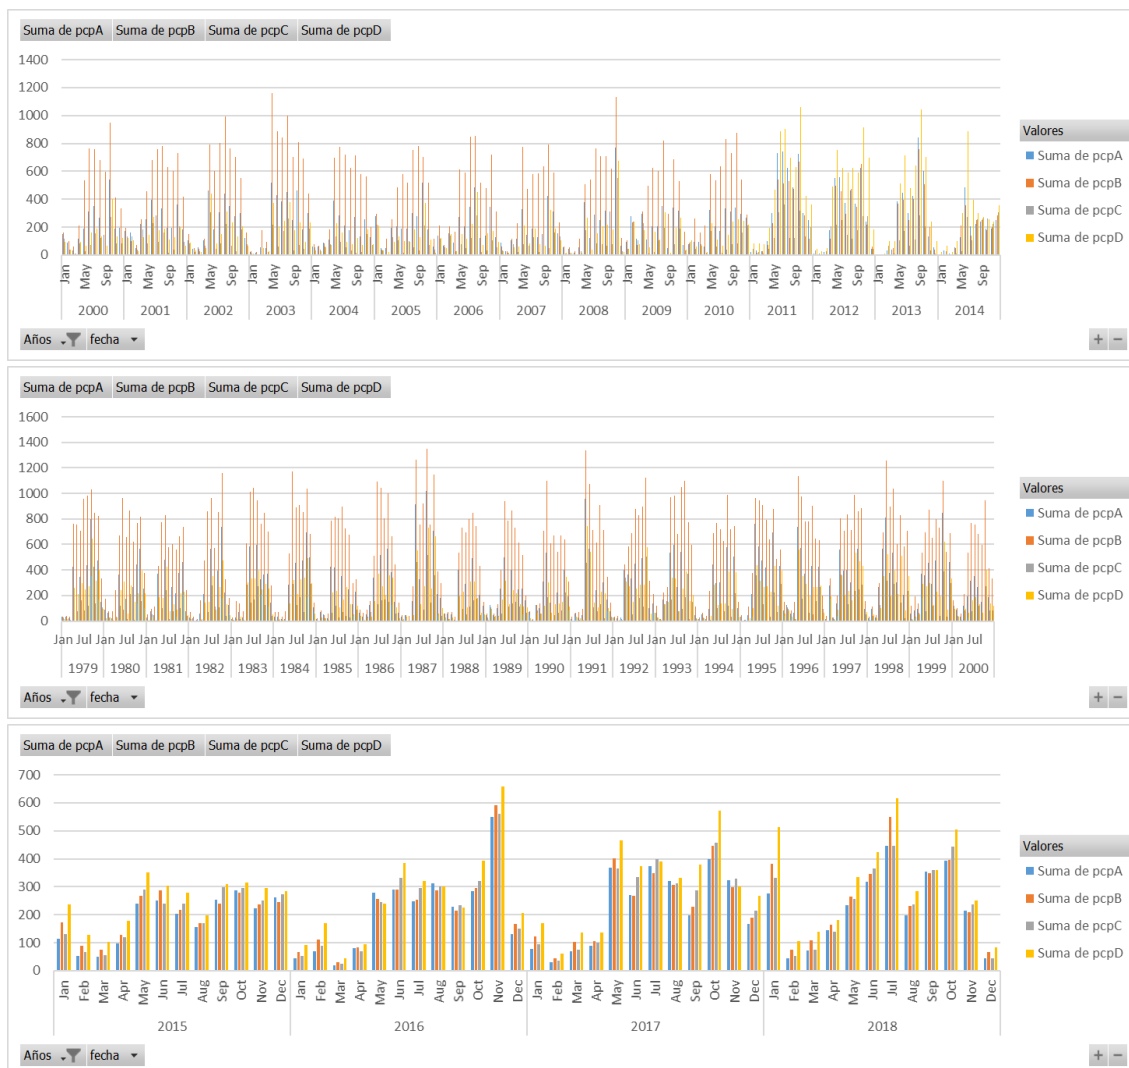 Suma de pcpA Suma de pcpB Suma de pcpC Suma de pcpD
1400
1200
1000
800
600
400
200
0
Valores
Suma de pcpA
Suma de pcpB
Suma de pcpC
Suma de pcpD
Jan May Sep Jan May Sep Jan May Sep Jan May Sep Jan May Sep Jan May Sep Jan May Sep Jan May Sep Jan May Sep Jan May Sep Jan May Sep Jan May Sep Jan May Sep Jan May Sep Jan May Sep
2000 2001 2002 2003 2004 2005 2006 2007 2008 2009 2010 2011 2012 2013 2014
Años fecha + −
Suma de pcpA Suma de pcpB Suma de pcpC Suma de pcpD
1600
1400
1200
1000
800
600
400
200
0
Valores
Suma de pcpA
Suma de pcpB
Suma de pcpC
Suma de pcpD
Jan Jul Jan Jul Jan Jul Jan Jul Jan Jul Jan Jul Jan Jul Jan Jul Jan Jul Jan Jul Jan Jul Jan Jul Jan Jul Jan Jul Jan Jul Jan Jul Jan Jul Jan Jul Jan Jul Jan Jul Jan Jul Jan Jul
1979 1980 1981 1982 1983 1984 1985 1986 1987 1988 1989 1990 1991 1992 1993 1994 1995 1996 1997 1998 1999 2000
Años fecha + −
Suma de pcpA Suma de pcpB Suma de pcpC Suma de pcpD
700
600
500
400
300
200
100
0
Valores
Suma de pcpA
Suma de pcpB
Suma de pcpC
Suma de pcpD
Jan Feb Mar Apr May Jun Jul Aug Sep Oct Nov Dec Jan Feb Mar Apr May Jun Jul Aug Sep Oct Nov Dec Jan Feb Mar Apr May Jun Jul Aug Sep Oct Nov Dec Jan Feb Mar Apr May Jun Jul Aug Sep Oct Nov Dec
2015 2016 2017 2018
Años fecha + −